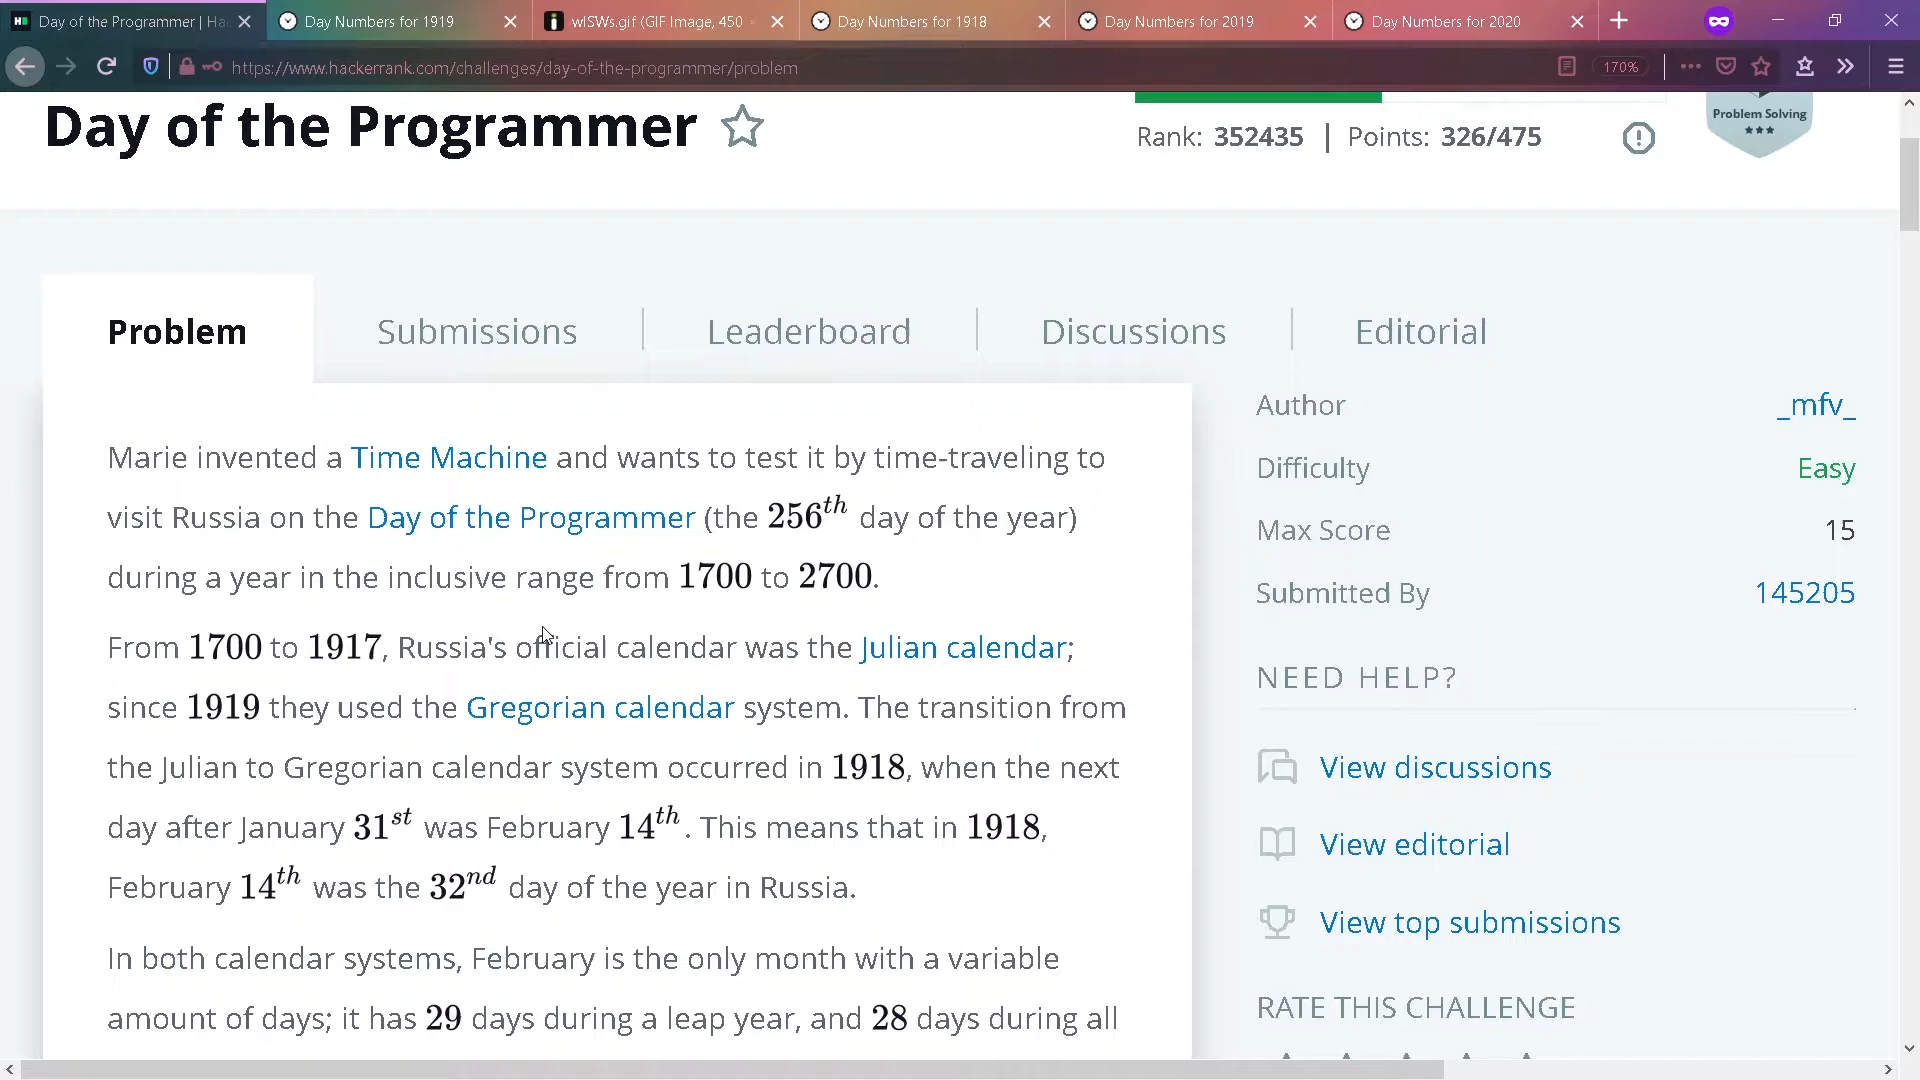 Day of the Programmer | Ha
Day Numbers for 1919
wISWs.gif (GIF Image, 450
Day Numbers for 1918
Day Numbers for 2019
Day Numbers for 2020
https://www.hackerrank.com/challenges/day-of-the-programmer/problem
170%
Day of the Programmer
Rank: 352435 | Points: 326/475
Problem Solving
Problem
Submissions
Leaderboard
Discussions
Editorial
Marie invented a Time Machine and wants to test it by time-traveling to
visit Russia on the Day of the Programmer (the 256th day of the year)
during a year in the inclusive range from 1700 to 2700.
From 1700 to 1917, Russia's official calendar was the Julian calendar;
since 1919 they used the Gregorian calendar system. The transition from
the Julian to Gregorian calendar system occurred in 1918, when the next
day after January 31st was February 14th. This means that in 1918,
February 14th was the 32nd day of the year in Russia.
In both calendar systems, February is the only month with a variable
amount of days; it has 29 days during a leap year, and 28 days during all
Author _mfv_
Difficulty Easy
Max Score 15
Submitted By 145205
NEED HELP?
View discussions
View editorial
View top submissions
RATE THIS CHALLENGE